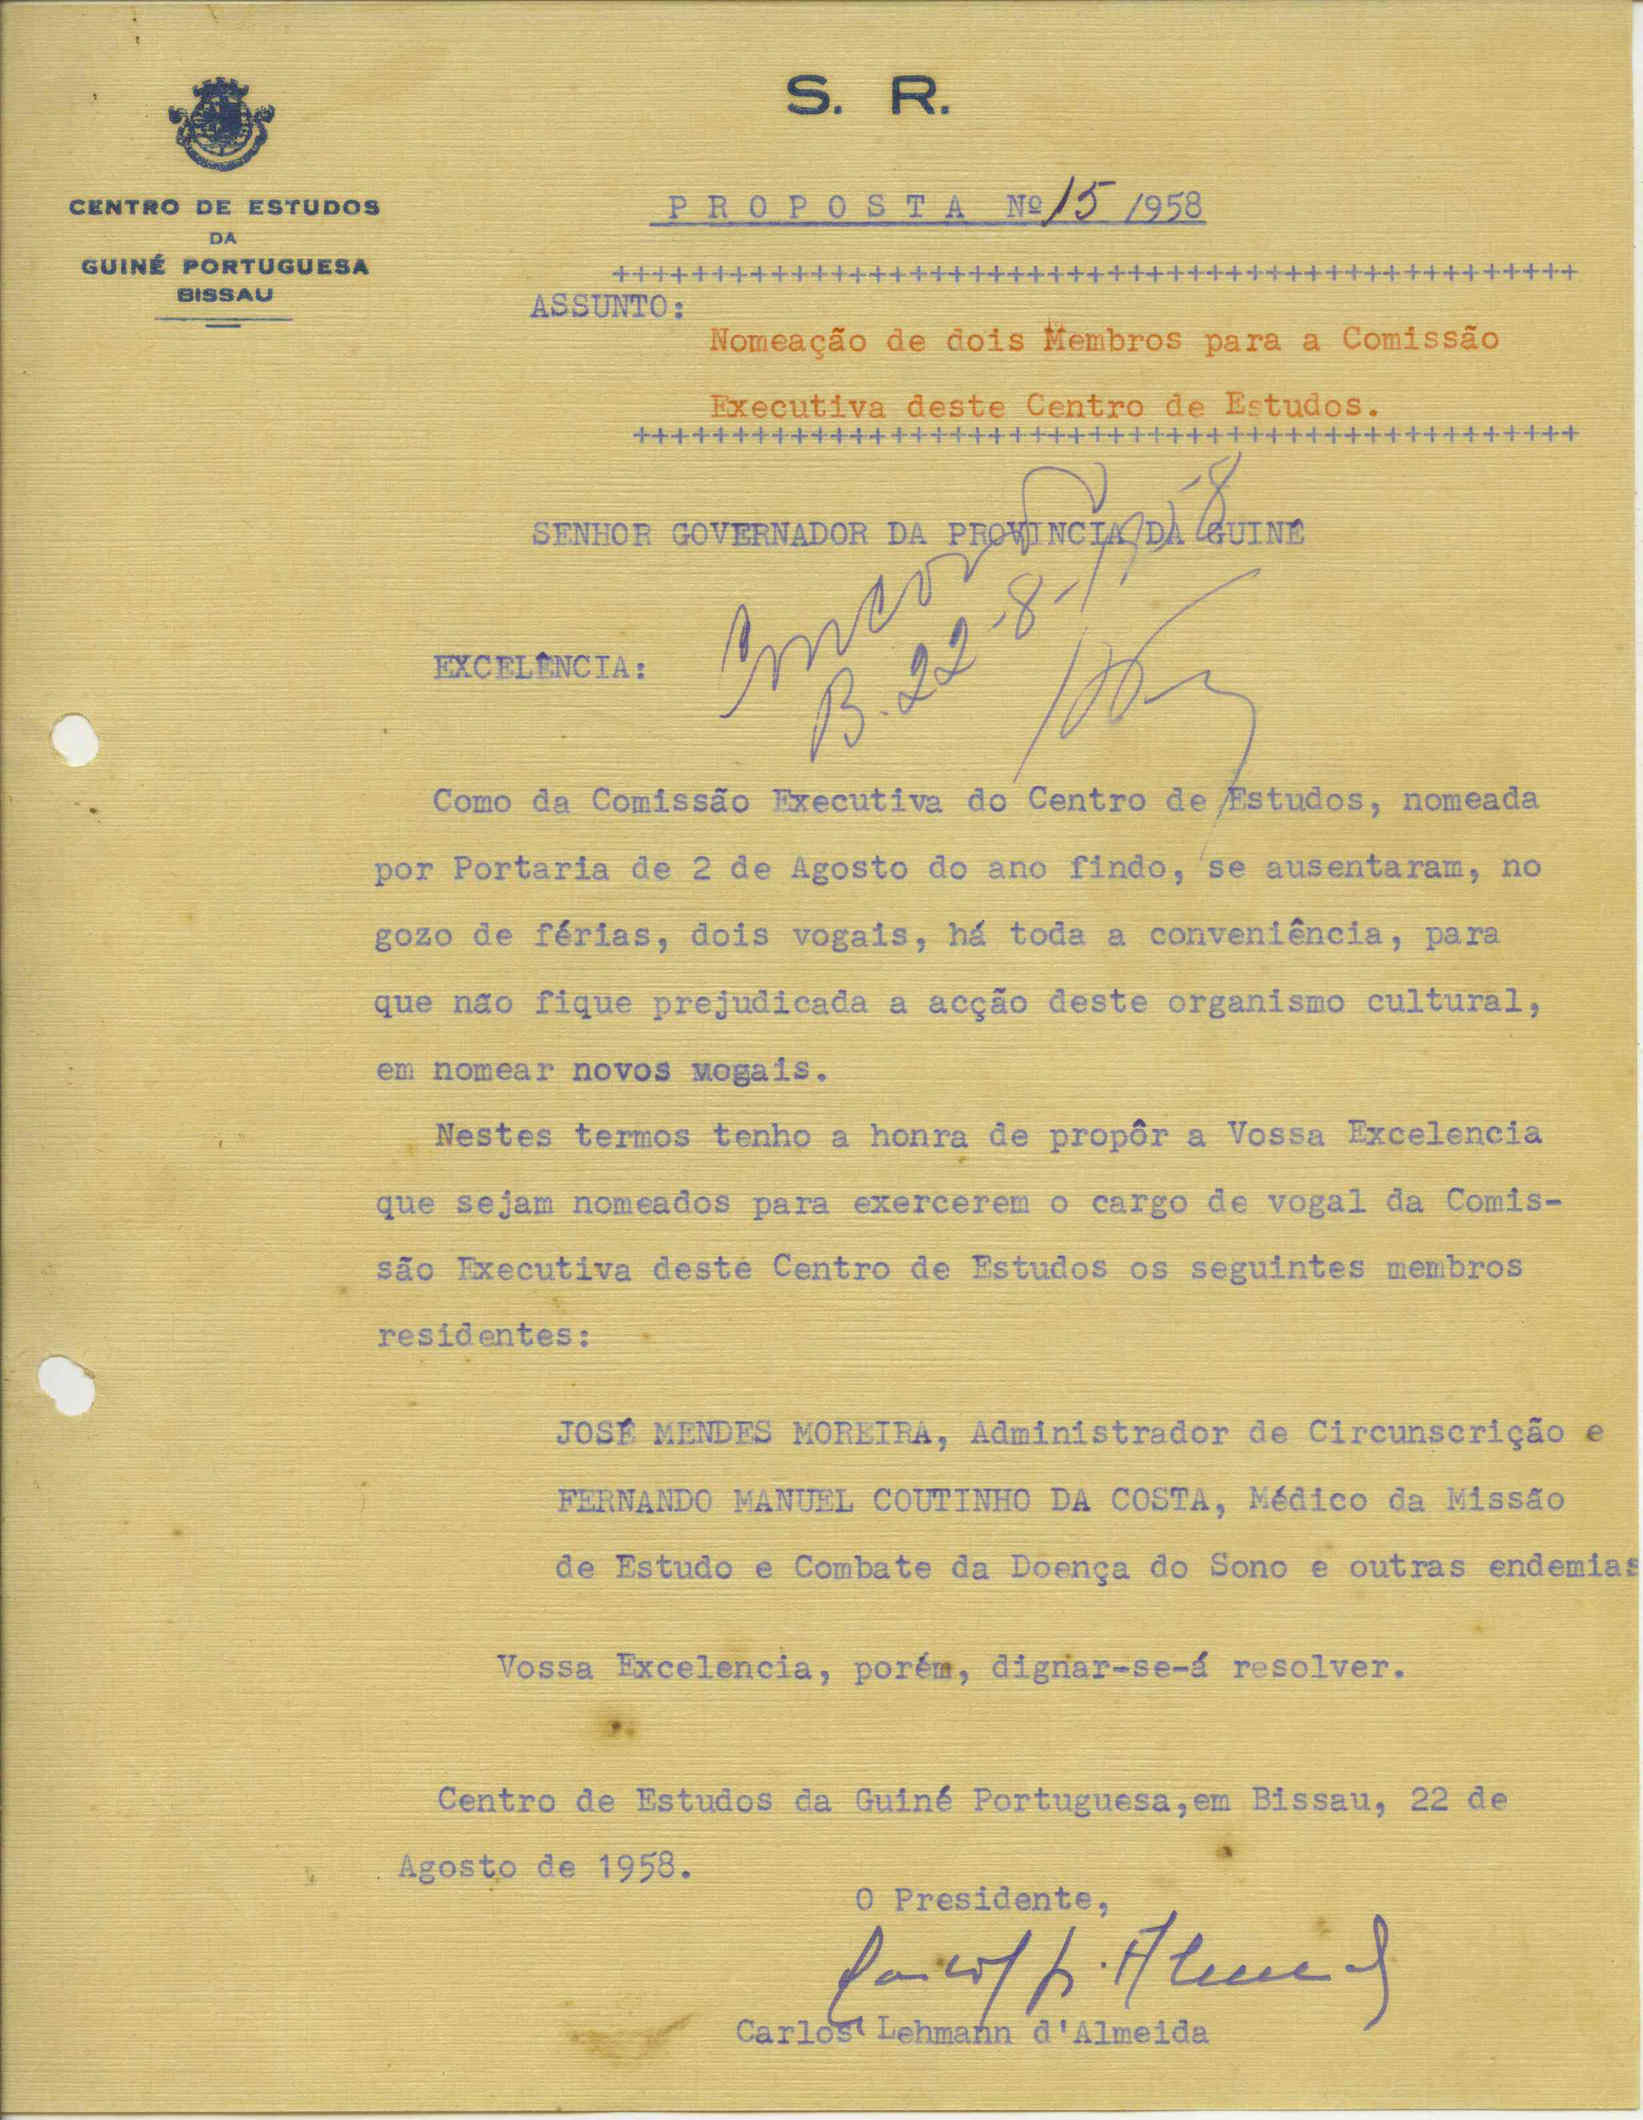 S. R.
CENTRO DE ESTUDOS
DA
GUINÉ PORTUGUESA
BISSAU
PROPOSTA Nº 15 /1958
+++++++++++++++++++++++++++++++++++++++++++++++++
ASSUNTO:
Nomeação de dois Membros para a Comissão
Executiva deste Centro de Estudos.
++++++++++++++++++++++++++++++++++++++++++++++++
SENHOR GOVERNADOR DA PROVINCIA DA GUINÉ
B. 22-8-1958
EXCELÊNCIA:
Como da Comissão Executiva do Centro de Estudos, nomeada
por Portaria de 2 de Agosto do ano findo, se ausentaram, no
gozo de férias, dois vogais, há toda a conveniência, para
que não fique prejudicada a acção deste organismo cultural,
em nomear novos vogais.
Nestes termos tenho a honra de propôr a Vossa Excelencia
que sejam nomeados para exercerem o cargo de vogal da Comis-
são Executiva deste Centro de Estudos os seguintes membros
residentes:
JOSÉ MENDES MOREIRA, Administrador de Circunscrição e
FERNANDO MANUEL COUTINHO DA COSTA, Médico da Missão
de Estudo e Combate da Doença do Sono e outras endemias
Vossa Excelencia, porém, dignar-se-á resolver.
Centro de Estudos da Guiné Portuguesa,em Bissau, 22 de
Agosto de 1958.
O Presidente,
Carlos L. Almeida
Carlos Lehmann d'Almeida